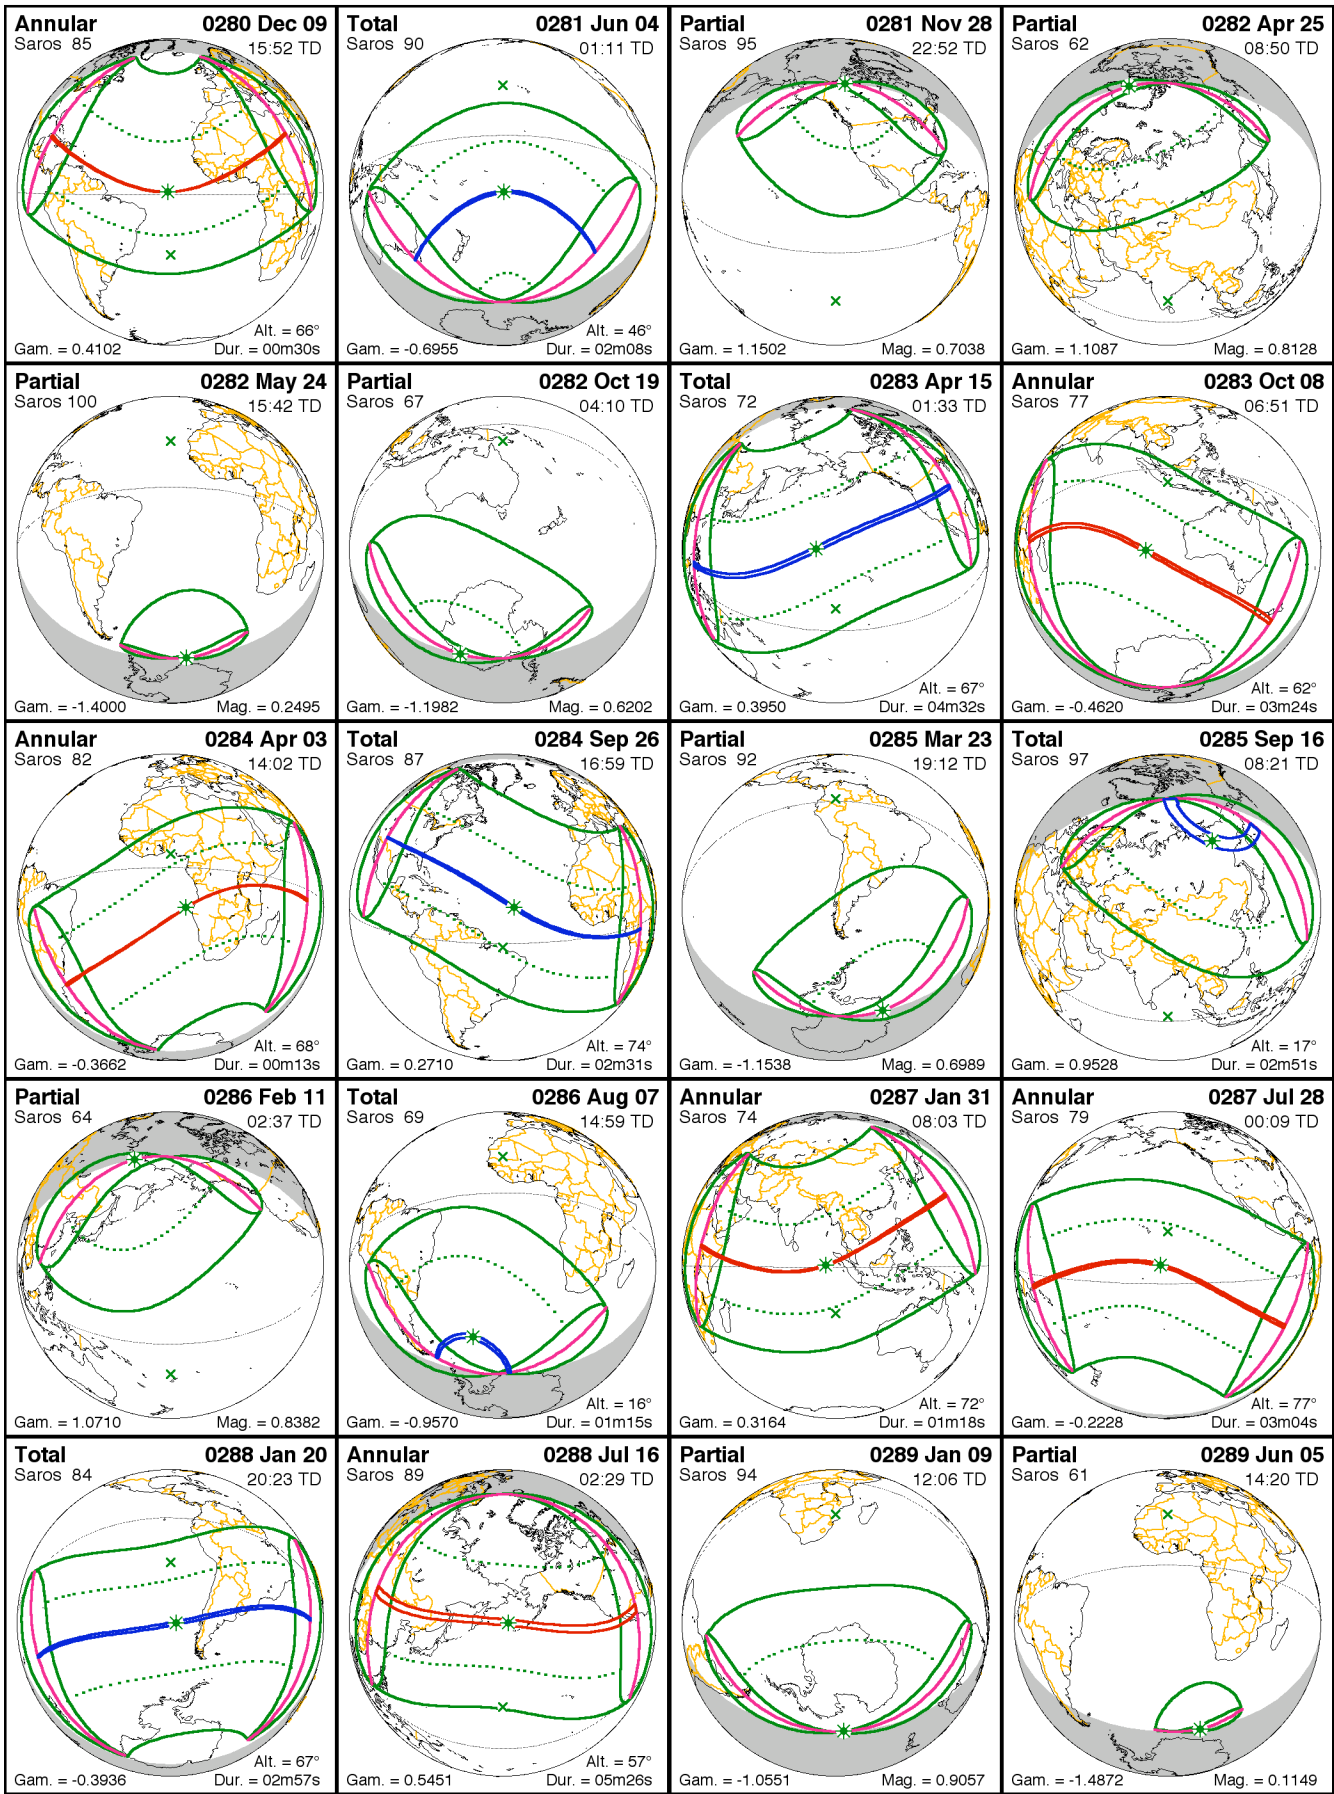 Annular 0280 Dec 09
Saros 85 15:52 TD
Alt. = 66°
Gam. = 0.4102 Dur. = 00m30s
Total 0281 Jun 04
Saros 90 01:11 TD
Alt. = 46°
Gam. = -0.6955 Dur. = 02m08s
Partial 0281 Nov 28
Saros 95 22:52 TD
Gam. = 1.1502 Mag. = 0.7038
Partial 0282 Apr 25
Saros 62 08:50 TD
Gam. = 1.1087 Mag. = 0.8128
Partial 0282 May 24
Saros 100 15:42 TD
Gam. = -1.4000 Mag. = 0.2495
Partial 0282 Oct 19
Saros 67 04:10 TD
Gam. = -1.1982 Mag. = 0.6202
Total 0283 Apr 15
Saros 72 01:33 TD
Alt. = 67°
Gam. = 0.3950 Dur. = 04m32s
Annular 0283 Oct 08
Saros 77 06:51 TD
Alt. = 62°
Gam. = -0.4620 Dur. = 03m24s
Annular 0284 Apr 03
Saros 82 14:02 TD
Alt. = 68°
Gam. = -0.3662 Dur. = 00m13s
Total 0284 Sep 26
Saros 87 16:59 TD
Alt. = 74°
Gam. = 0.2710 Dur. = 02m31s
Partial 0285 Mar 23
Saros 92 19:12 TD
Gam. = -1.1538 Mag. = 0.6989
Total 0285 Sep 16
Saros 97 08:21 TD
Alt. = 17°
Gam. = 0.9528 Dur. = 02m51s
Partial 0286 Feb 11
Saros 64 02:37 TD
Gam. = 1.0710 Mag. = 0.8382
Total 0286 Aug 07
Saros 69 14:59 TD
Alt. = 16°
Gam. = -0.9570 Dur. = 01m15s
Annular 0287 Jan 31
Saros 74 08:03 TD
Alt. = 72°
Gam. = 0.3164 Dur. = 01m18s
Annular 0287 Jul 28
Saros 79 00:09 TD
Alt. = 77°
Gam. = -0.2228 Dur. = 03m04s
Total 0288 Jan 20
Saros 84 20:23 TD
Alt. = 67°
Gam. = -0.3936 Dur. = 02m57s
Annular 0288 Jul 16
Saros 89 02:29 TD
Alt. = 57°
Gam. = 0.5451 Dur. = 05m26s
Partial 0289 Jan 09
Saros 94 12:06 TD
Gam. = -1.0551 Mag. = 0.9057
Partial 0289 Jun 05
Saros 61 14:20 TD
Gam. = -1.4872 Mag. = 0.1149